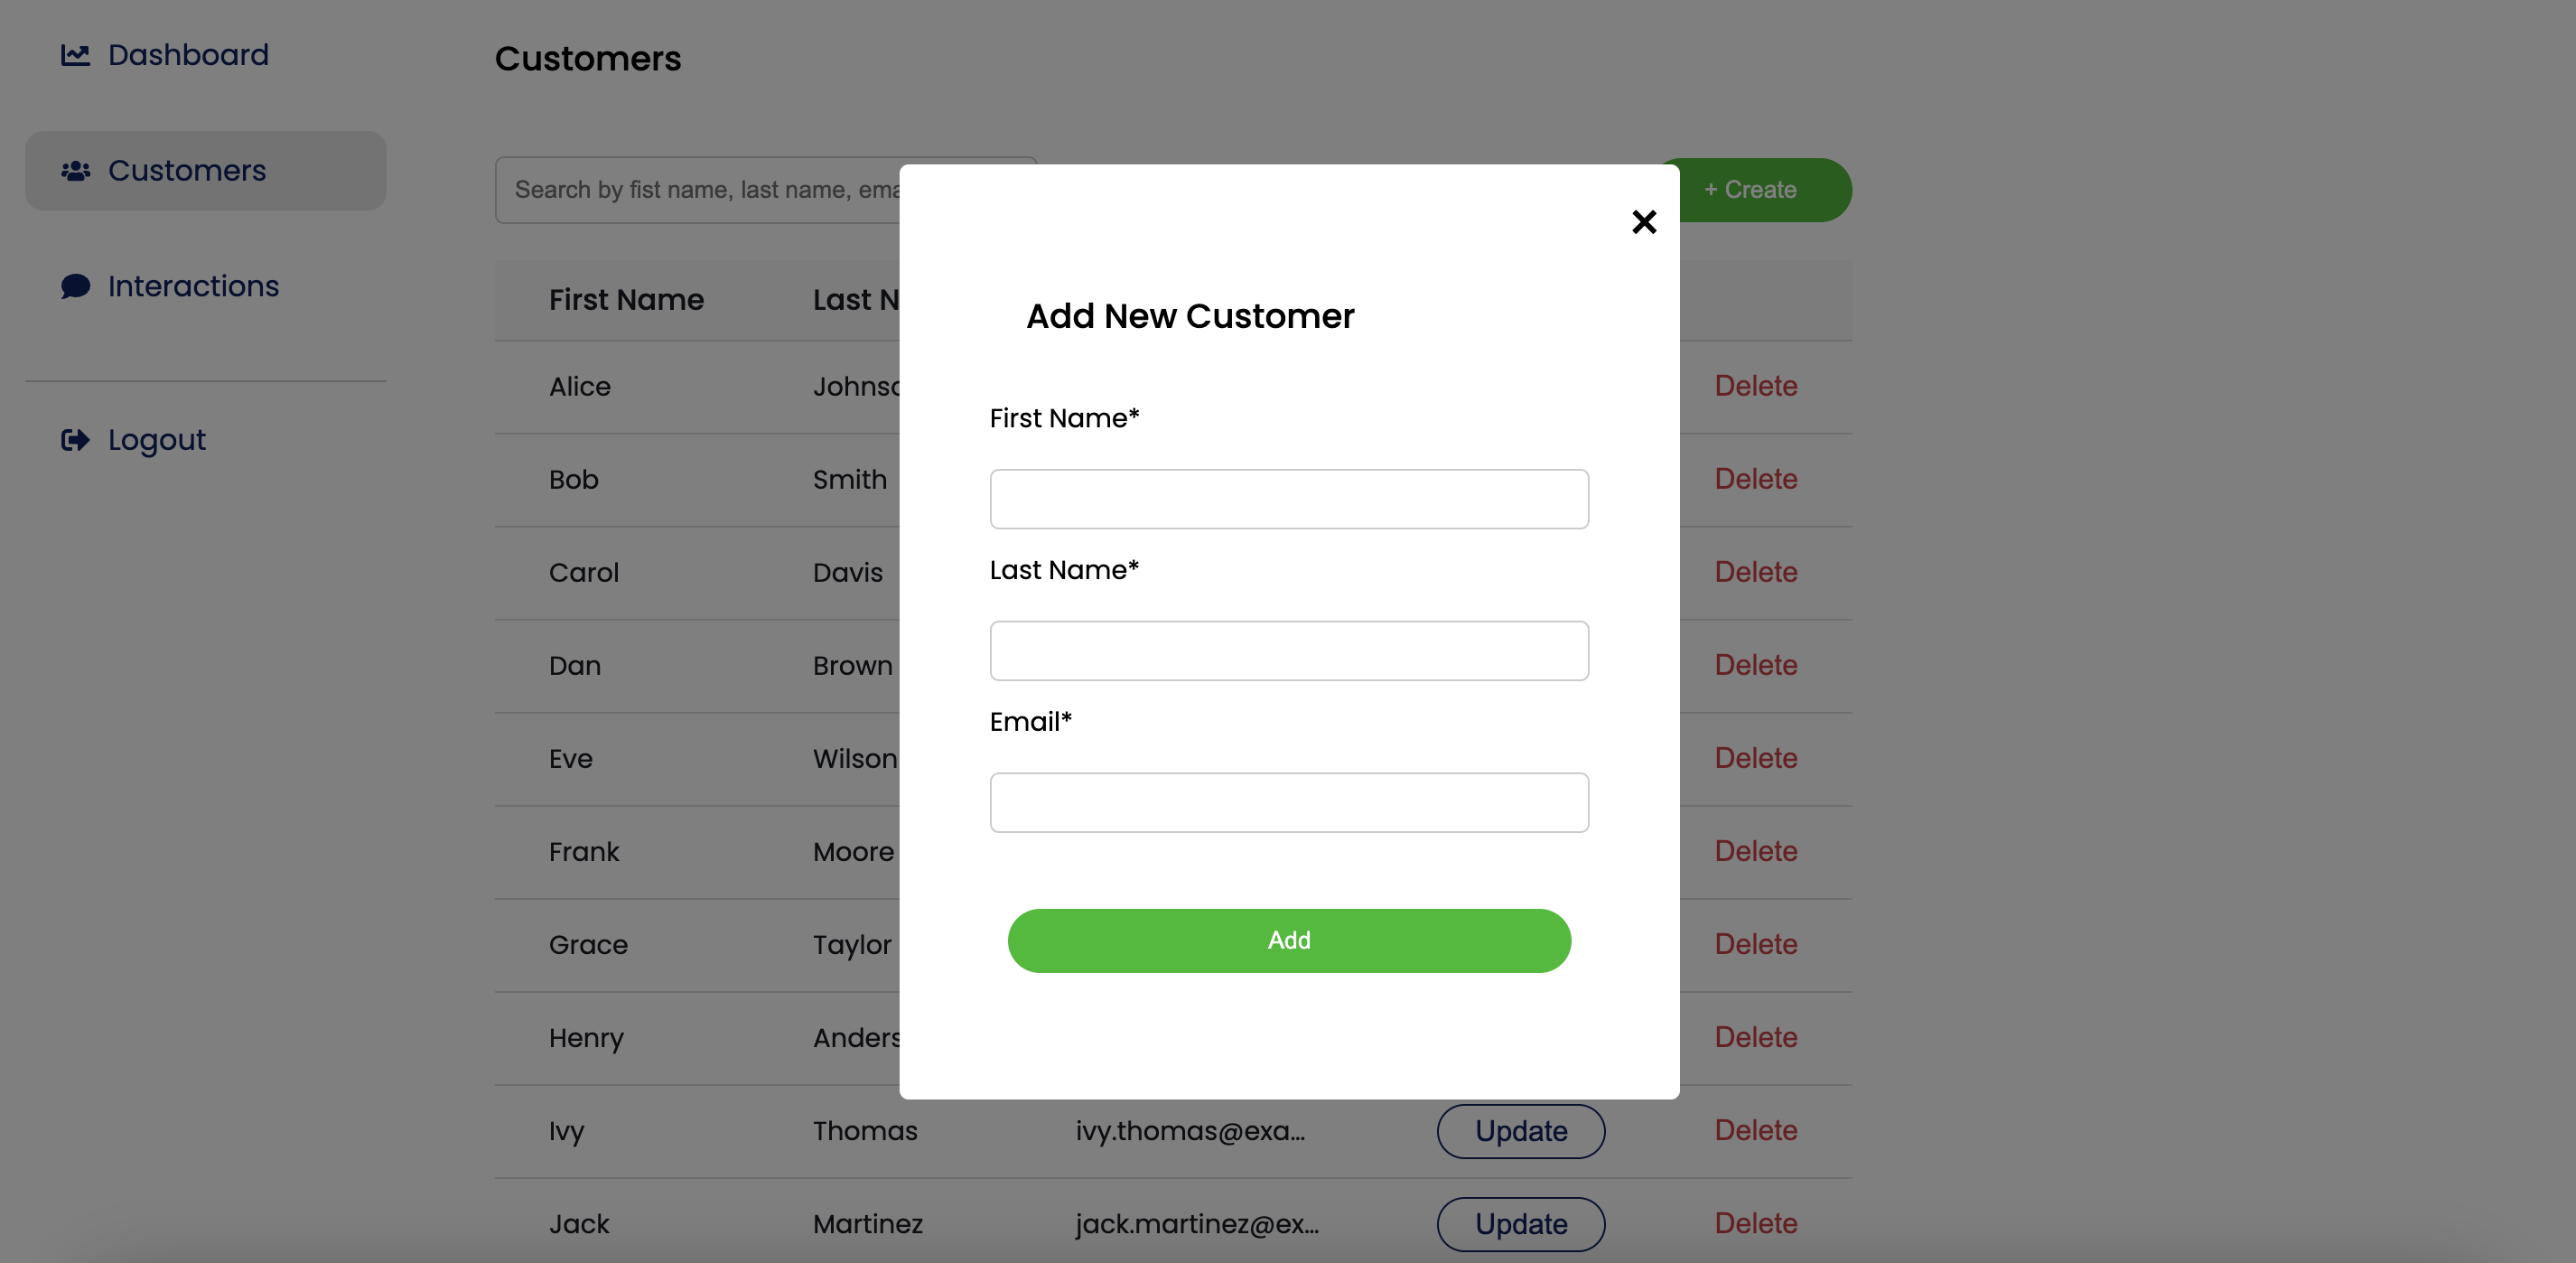 Dashboard
Customers
Interactions
Logout
Customers
Search by fist name, last name, ema
+ Create
First Name Last N
Alice Johnso Delete
Bob Smith Delete
Carol Davis Delete
Dan Brown Delete
Eve Wilson Delete
Frank Moore Delete
Grace Taylor Delete
Henry Anders Delete
Ivy Thomas ivy.thomas@exa... Update Delete
Jack Martinez jack.martinez@ex... Update Delete
Add New Customer
First Name*
Last Name*
Email*
Add